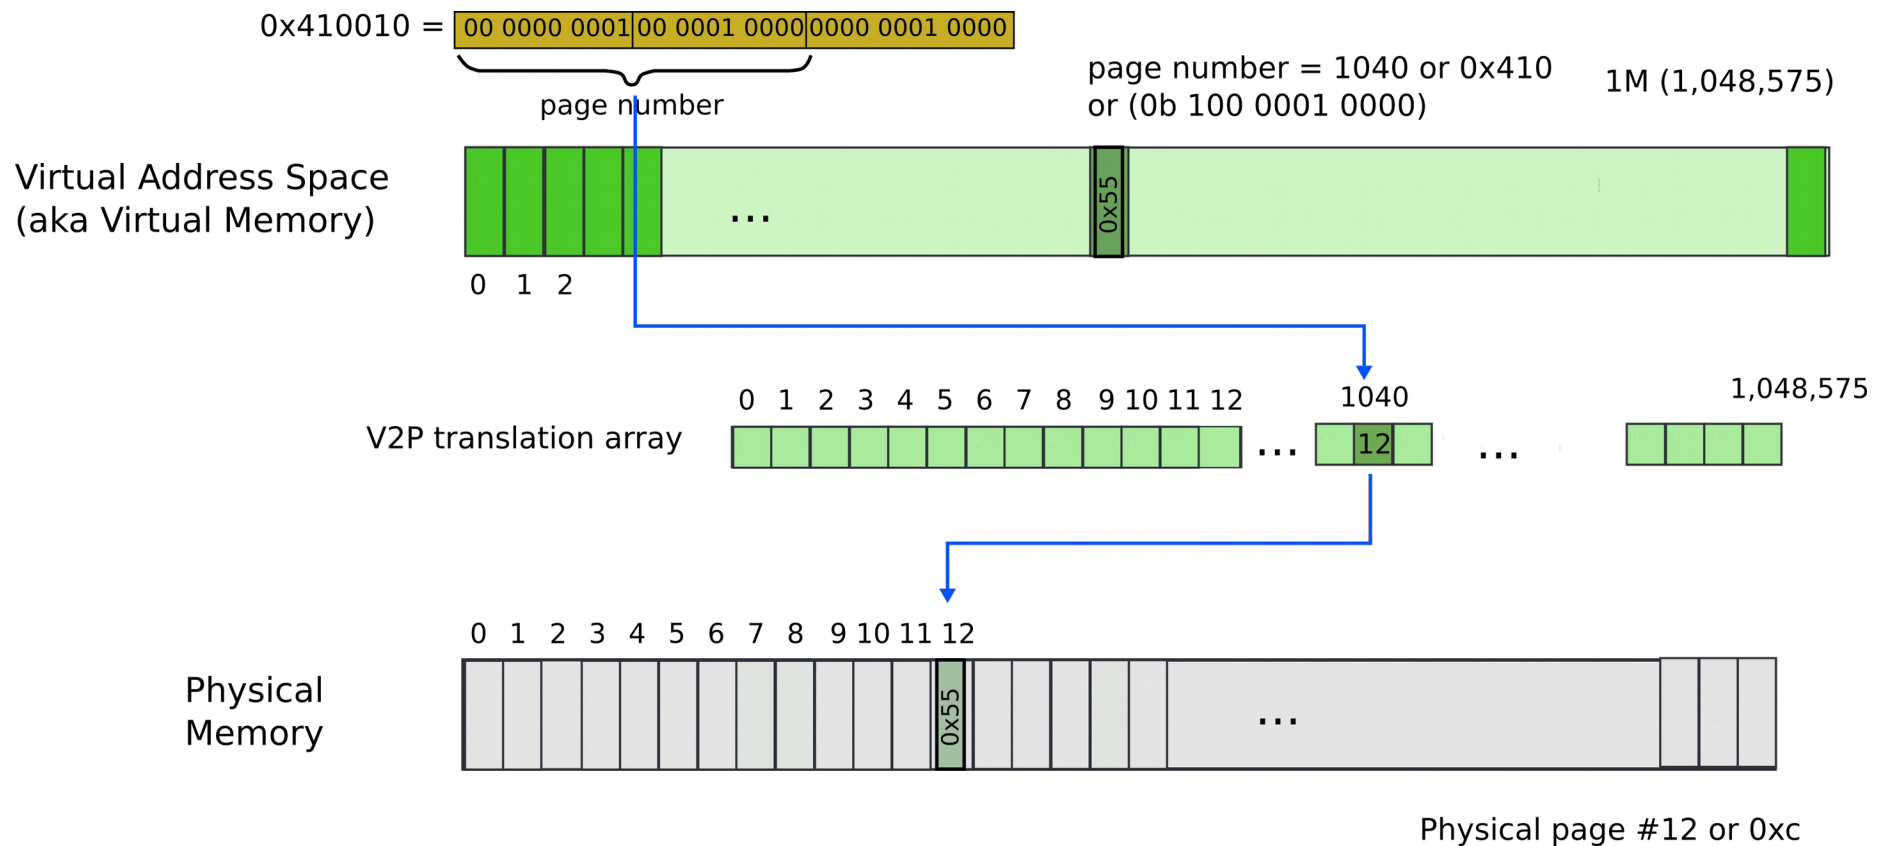 0x410010 = 00 0000 0001 00 0001 0000 0000 0001 0000
page number
page number = 1040 or 0x410
or (0b 100 0001 0000)
1M (1,048,575)
Virtual Address Space
(aka Virtual Memory)
...
0x55
0 1 2
0 1 2 3 4 5 6 7 8 9 10 11 12
1040
1,048,575
V2P translation array
...
12
...
0 1 2 3 4 5 6 7 8 9 10 11 12
Physical
Memory
0x55
...
Physical page #12 or 0xc